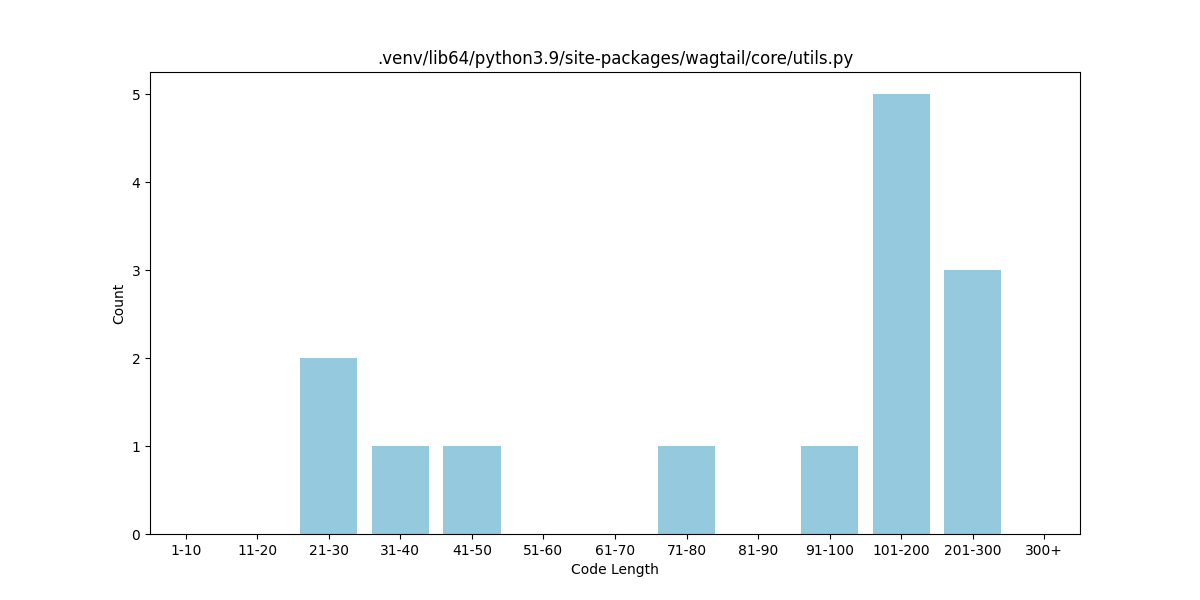 .venv/lib64/python3.9/site-packages/wagtail/core/utils.py
5
4
3
2
1
0
Count
1-10 11-20 21-30 31-40 41-50 51-60 61-70 71-80 81-90 91-100 101-200 201-300 300+
Code Length